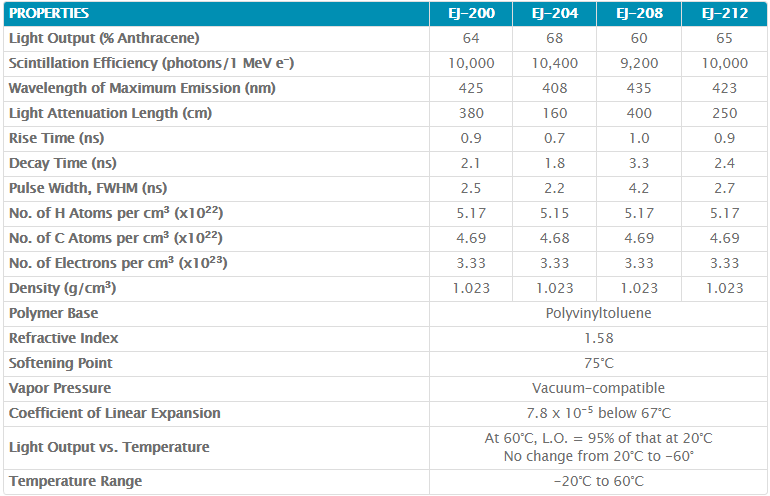 PROPERTIES EJ-200 EJ-204 EJ-208 EJ-212
Light Output (% Anthracene) 64 68 60 65
Scintillation Efficiency (photons/1 MeV e⁻) 10,000 10,400 9,200 10,000
Wavelength of Maximum Emission (nm) 425 408 435 423
Light Attenuation Length (cm) 380 160 400 250
Rise Time (ns) 0.9 0.7 1.0 0.9
Decay Time (ns) 2.1 1.8 3.3 2.4
Pulse Width, FWHM (ns) 2.5 2.2 4.2 2.7
No. of H Atoms per cm³ (x10²²) 5.17 5.15 5.17 5.17
No. of C Atoms per cm³ (x10²²) 4.69 4.68 4.69 4.69
No. of Electrons per cm³ (x10²³) 3.33 3.33 3.33 3.33
Density (g/cm³) 1.023 1.023 1.023 1.023
Polymer Base Polyvinyltoluene
Refractive Index 1.58
Softening Point 75°C
Vapor Pressure Vacuum-compatible
Coefficient of Linear Expansion 7.8 x 10⁻⁵ below 67°C
Light Output vs. Temperature At 60°C, L.O. = 95% of that at 20°C
No change from 20°C to -60°
Temperature Range -20°C to 60°C